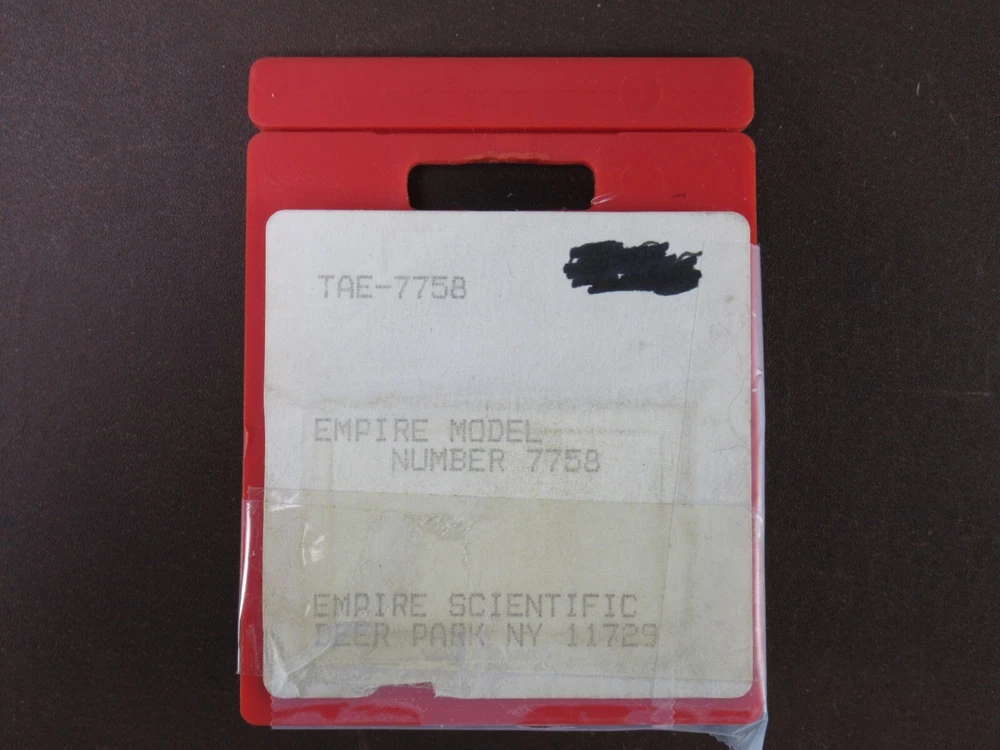 TAE-7758
EMPIRE MODEL
NUMBER 7758
EMPIRE SCIENTIFIC
DEER PARK NY 11729